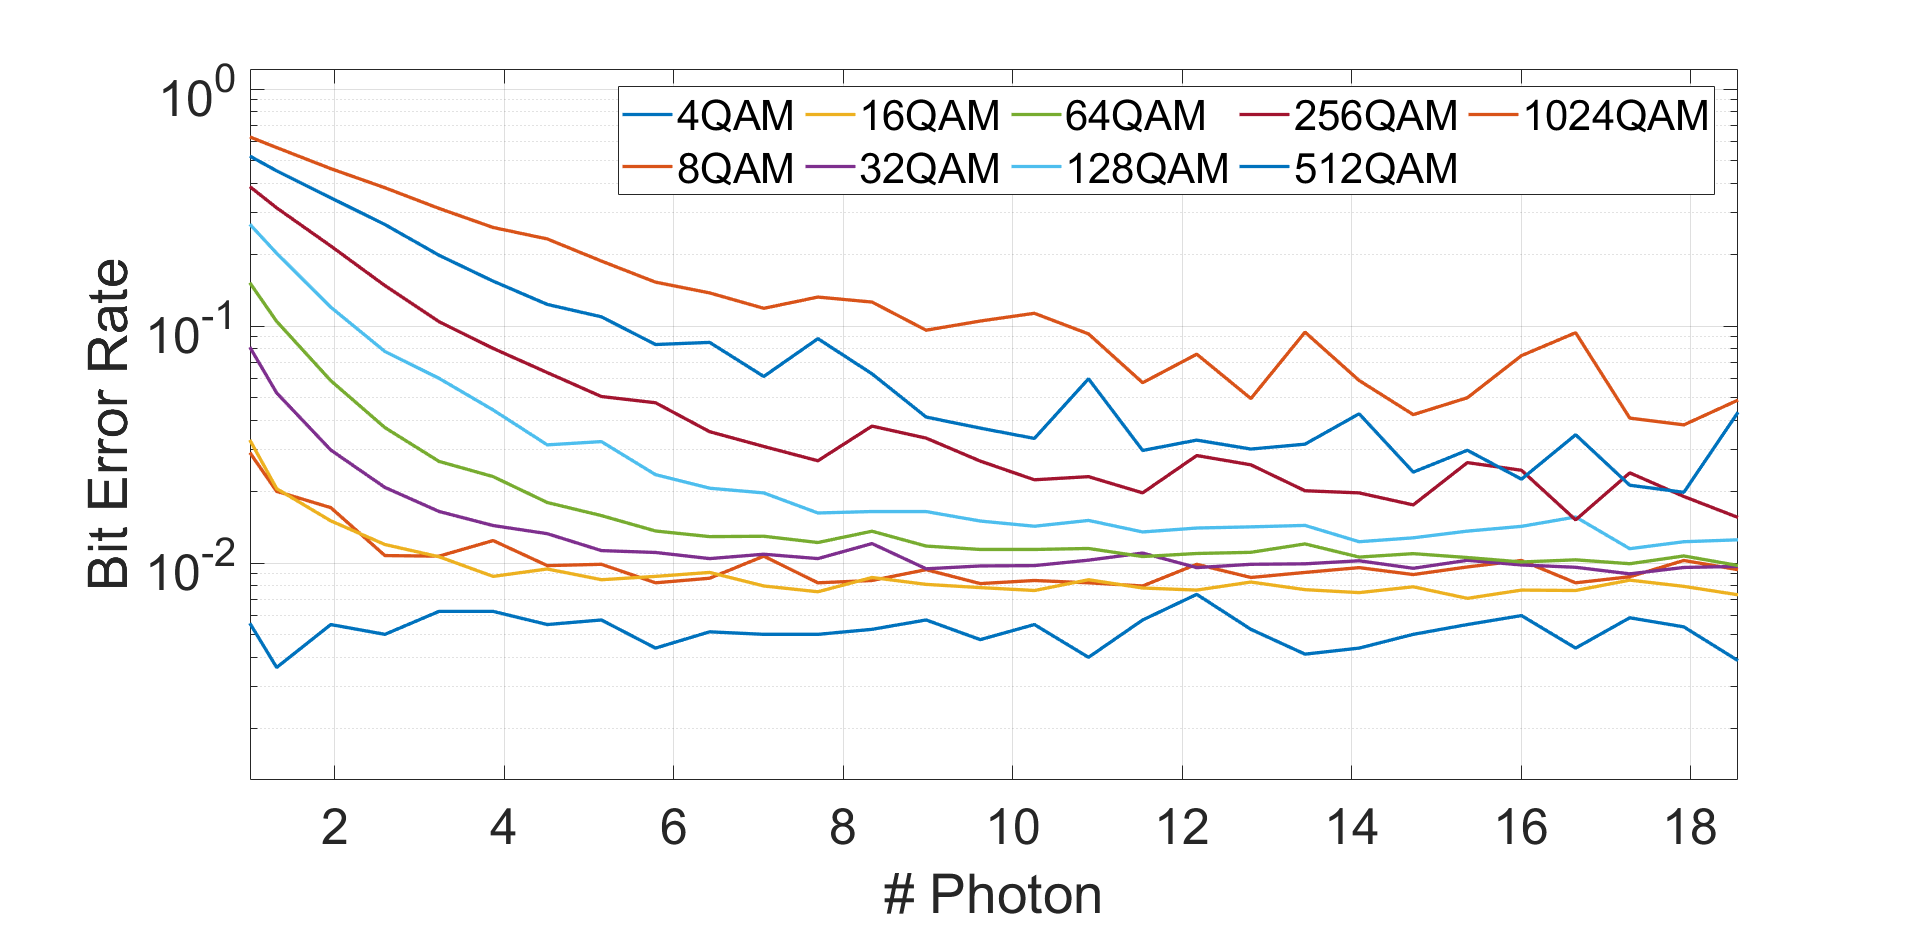 10^0
10^-1
10^-2
Bit Error Rate
4QAM 16QAM 64QAM 256QAM 1024QAM
8QAM 32QAM 128QAM 512QAM
2 4 6 8 10 12 14 16 18
# Photon